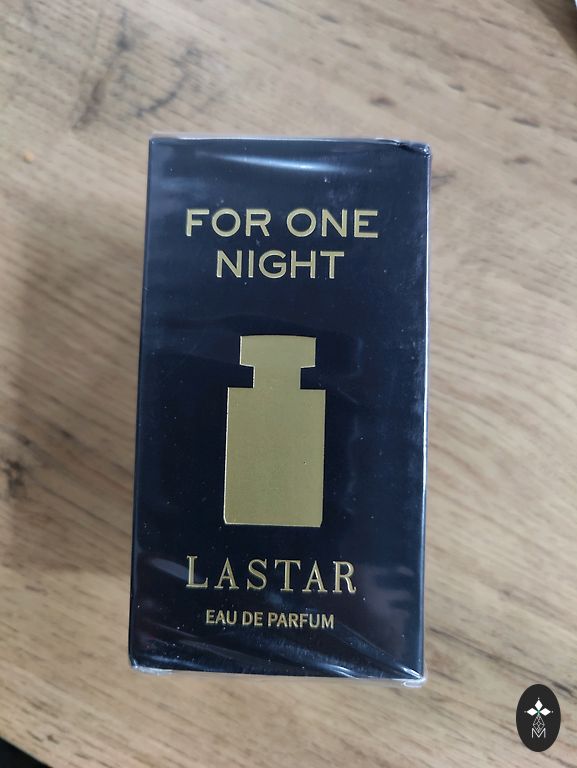 FOR ONE
NIGHT
LASTAR
EAU DE PARFUM
M